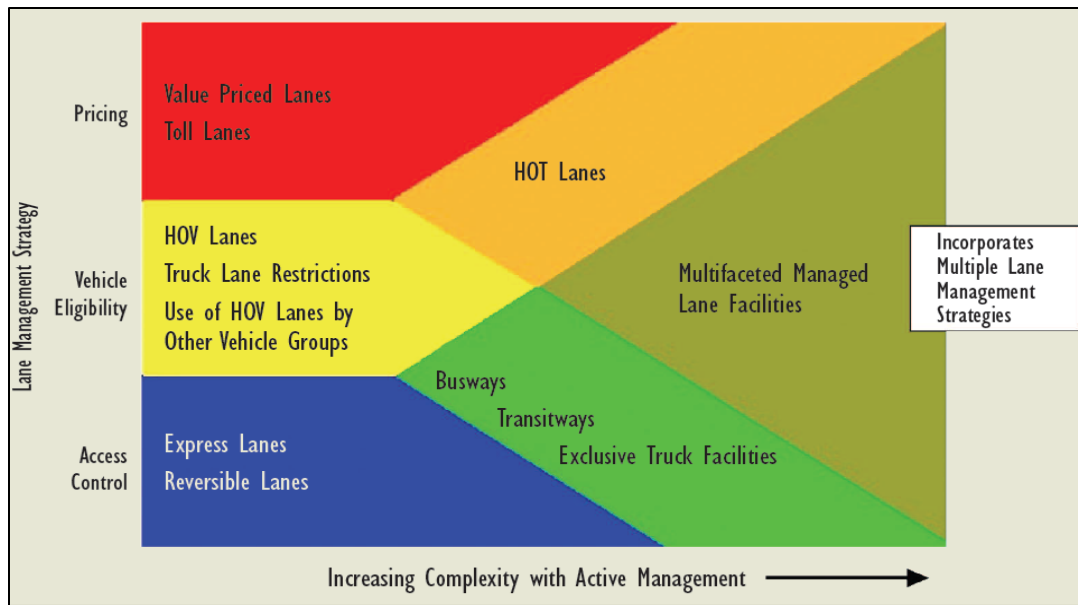 Lane Management Strategy
Pricing
Value Priced Lanes
Toll Lanes
HOT Lanes
Vehicle
Eligibility
HOV Lanes
Truck Lane Restrictions
Use of HOV Lanes by
Other Vehicle Groups
Multifaceted Managed
Lane Facilities
Incorporates
Multiple Lane
Management
Strategies
Access
Control
Express Lanes
Reversible Lanes
Busways
Transitways
Exclusive Truck Facilities
Increasing Complexity with Active Management